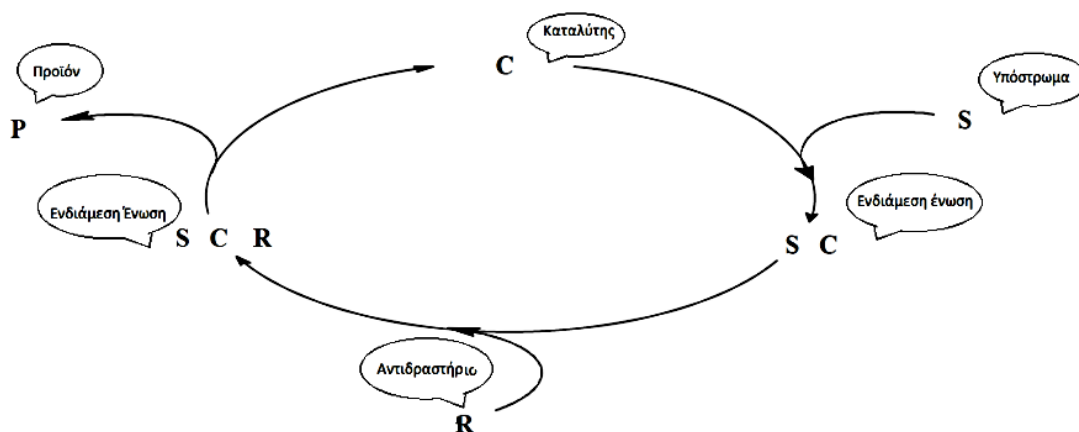 Καταλύτης
C
Προϊόν
P
Υπόστρωμα
S
Ενδιάμεση Ένωση
S C R
Ενδιάμεση ένωση
S C
Αντιδραστήριο
R